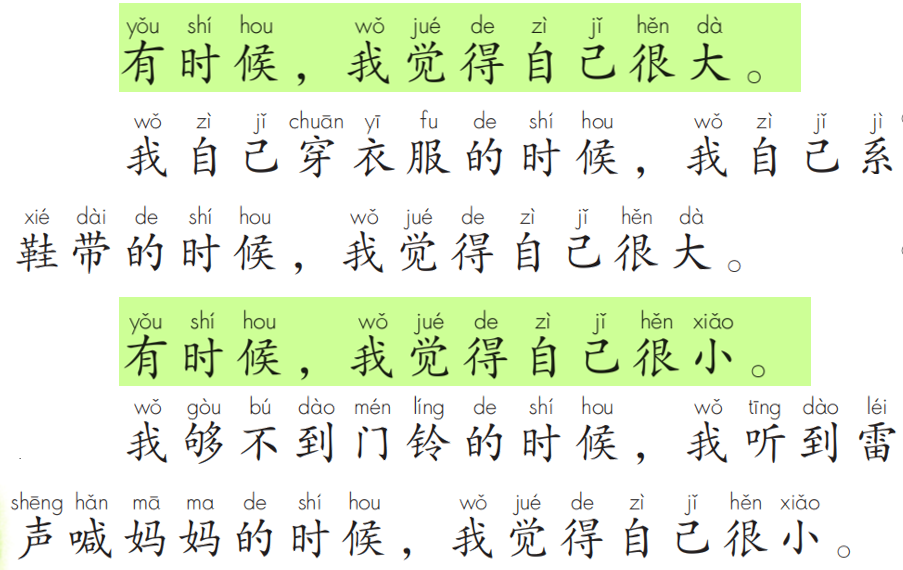 yǒu shí hou wǒ jué de zì jǐ hěn dà
有时候，我觉得自己很大。
wǒ zì jǐ chuān yī fu de shí hou wǒ zì jǐ jì
我自己穿衣服的时候，我自己系
xié dài de shí hou wǒ jué de zì jǐ hěn dà
鞋带的时候，我觉得自己很大。
yǒu shí hou wǒ jué de zì jǐ hěn xiǎo
有时候，我觉得自己很小。
wǒ gòu bú dào mén líng de shí hou wǒ tīng dào léi
我够不到门铃的时候，我听到雷
shēng hǎn mā ma de shí hou wǒ jué de zì jǐ hěn xiǎo
声喊妈妈的时候，我觉得自己很小。